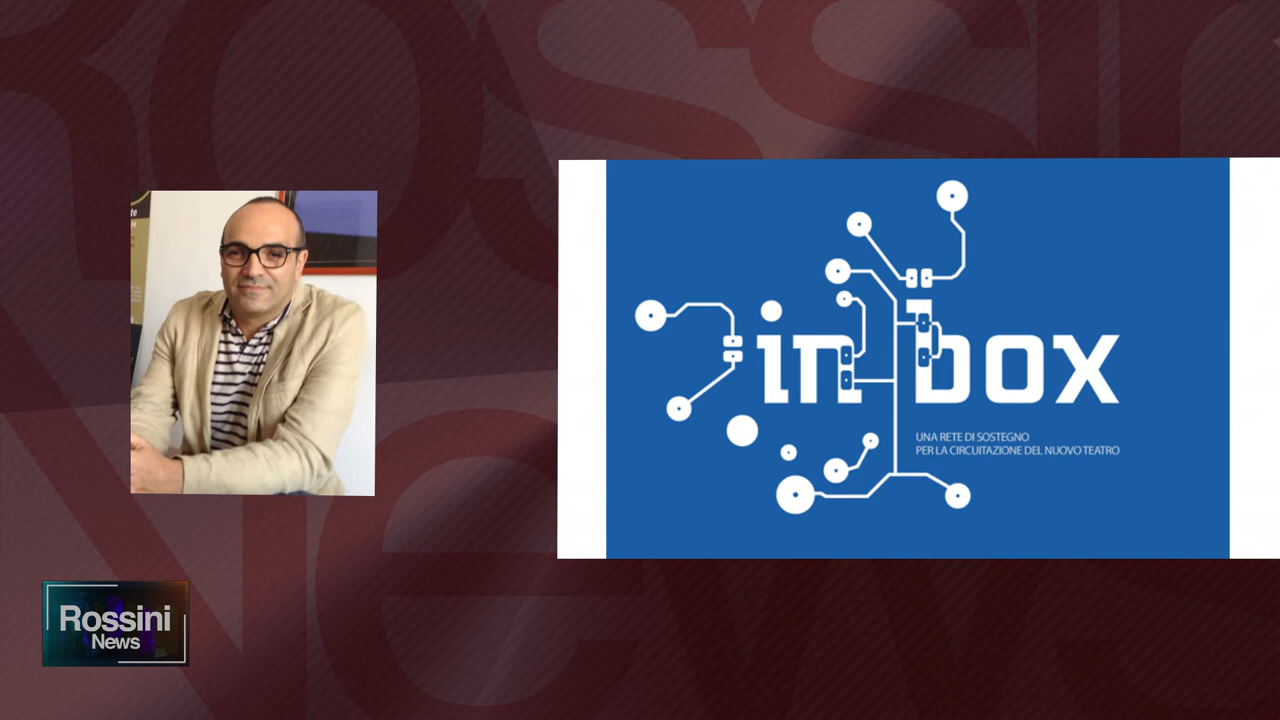 in box
UNA RETE DI SOSTEGNO
PER LA CIRCUITAZIONE DEL NUOVO TEATRO
Rossini
News